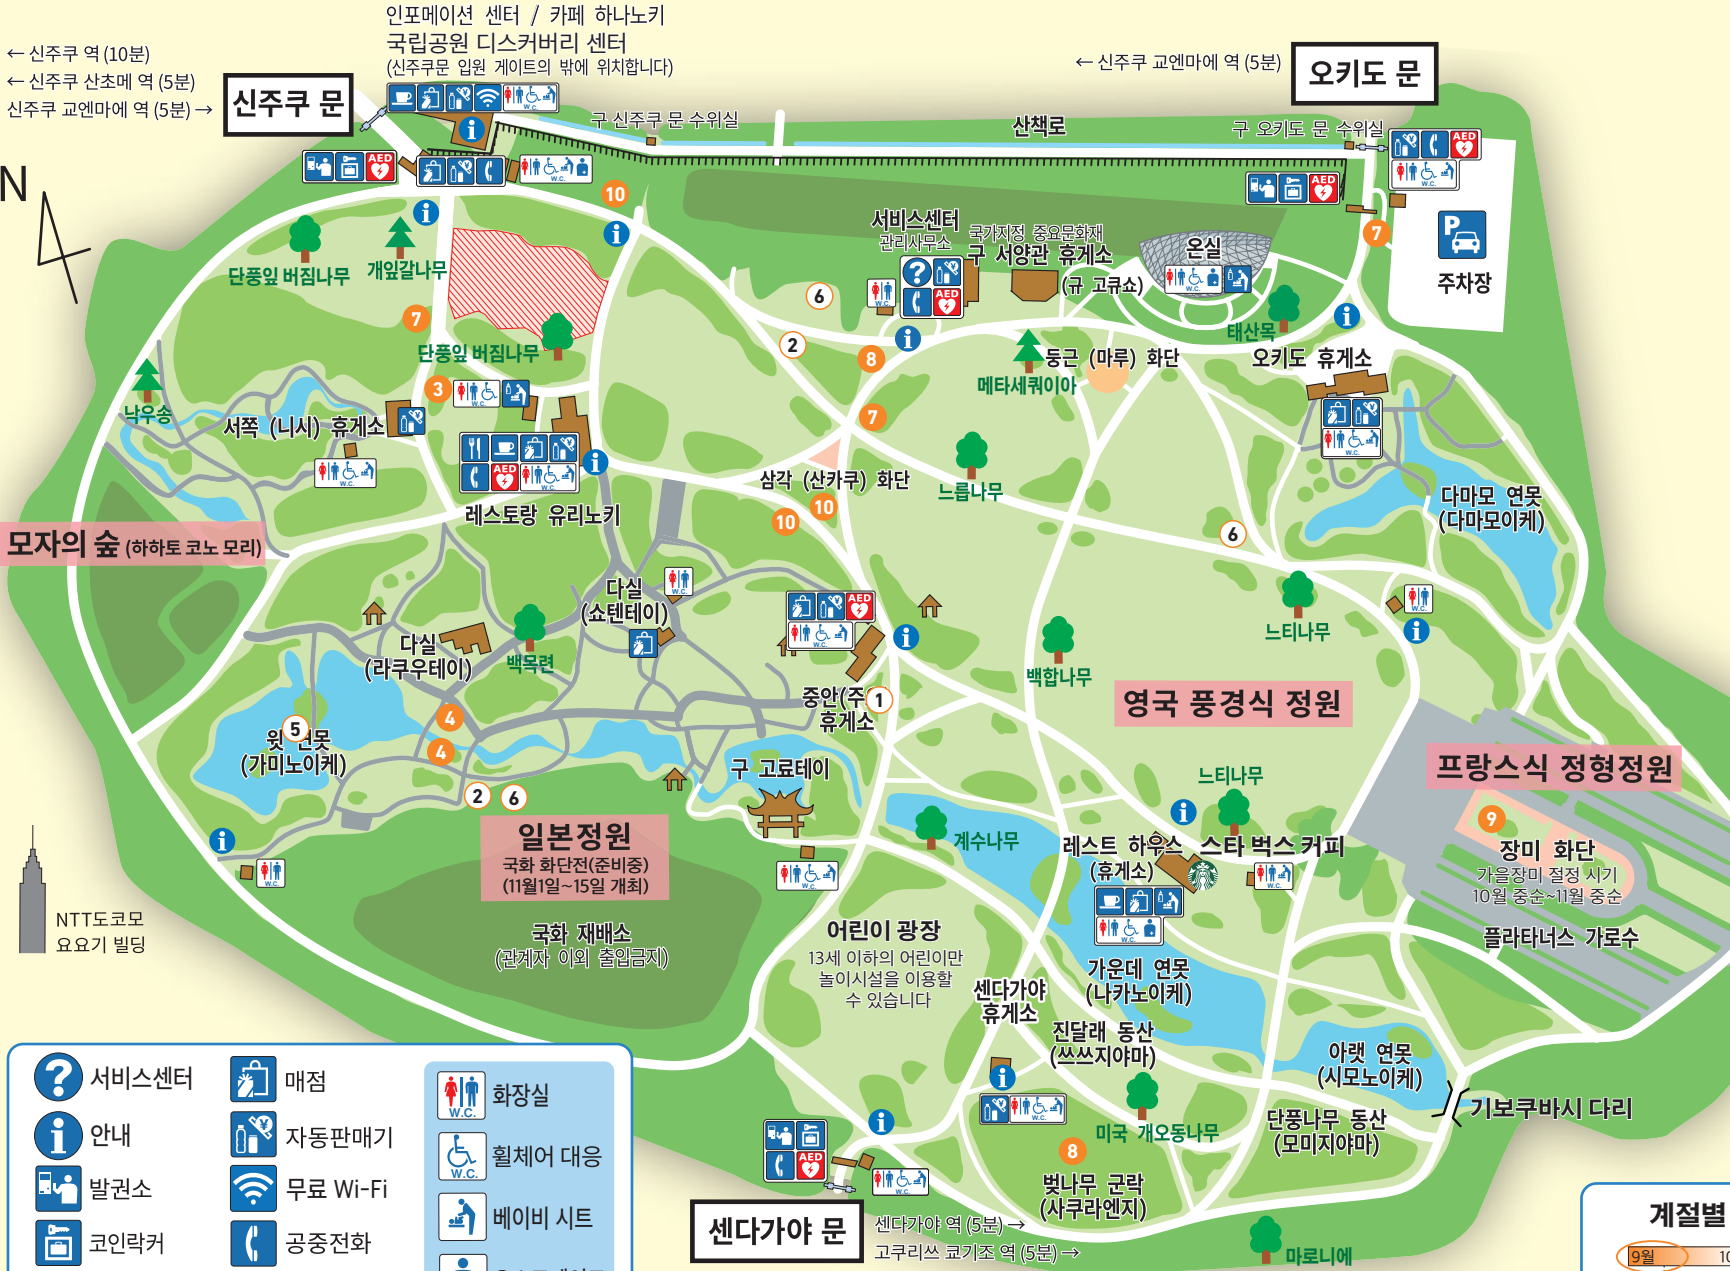 인포메이션 센터 / 카페 하나노키
국립공원 디스커버리 센터
(신주쿠문 입원 게이트의 밖에 위치합니다)
← 신주쿠 역 (10분)
← 신주쿠 산초메 역 (5분)
신주쿠 교엔마에 역 (5분) →
신주쿠 문
← 신주쿠 교엔마에 역 (5분)
오키도 문
구 신주쿠 문 수위실
산책로
구 오키도 문 수위실
N
AED
W.C.
10
7
P
주차장
서비스센터
관리사무소
국가지정 중요문화재
구 서양관 휴게소
(규 고큐쇼)
온실
단풍잎 버짐나무
개잎갈나무
6
7
2
8
태산목
단풍잎 버짐나무
둥근 (마루) 화단
오키도 휴게소
메타세쿼이아
낙우송
3
서쪽 (니시) 휴게소
7
삼각 (산카쿠) 화단
느릅나무
다마모 연못
(다마모이케)
레스토랑 유리노키
10
10
6
모자의 숲 (하하토 코노 모리)
다실
(쇼텐테이)
다실
(라쿠우테이)
백목련
느티나무
백합나무
영국 풍경식 정원
중앙(주
1
휴게소
4
5
윗 연못
(가미노이케)
4
구 고료테이
프랑스식 정형정원
느티나무
2
6
9
일본정원
국화 화단전(준비중)
(11월1일~15일 개최)
계수나무
레스트 하우스
(휴게소)
스타 벅스 커피
장미 화단
가을장미 절정 시기
10월 중순~11월 중순
플라타너스 가로수
NTT도코모
요요기 빌딩
국화 재배소
(관계자 이외 출입금지)
어린이 광장
13세 이하의 어린이만
놀이시설을 이용할
수 있습니다
가운데 연못
(나카노이케)
센다가야
휴게소
진달래 동산
(쓰쓰지야마)
아랫 연못
(시모노이케)
기보쿠바시 다리
단풍나무 동산
(모미지야마)
미국 개오동나무
8
벚나무 군락
(사쿠라엔지)
센다가야 문
센다가야 역 (5분) →
고쿠리쓰 쿄기조 역 (5분) →
마로니에
서비스센터
매점
화장실
안내
자동판매기
휠체어 대응
발권소
무료 Wi-Fi
베이비 시트
코인락커
공중전화
계절별
9월